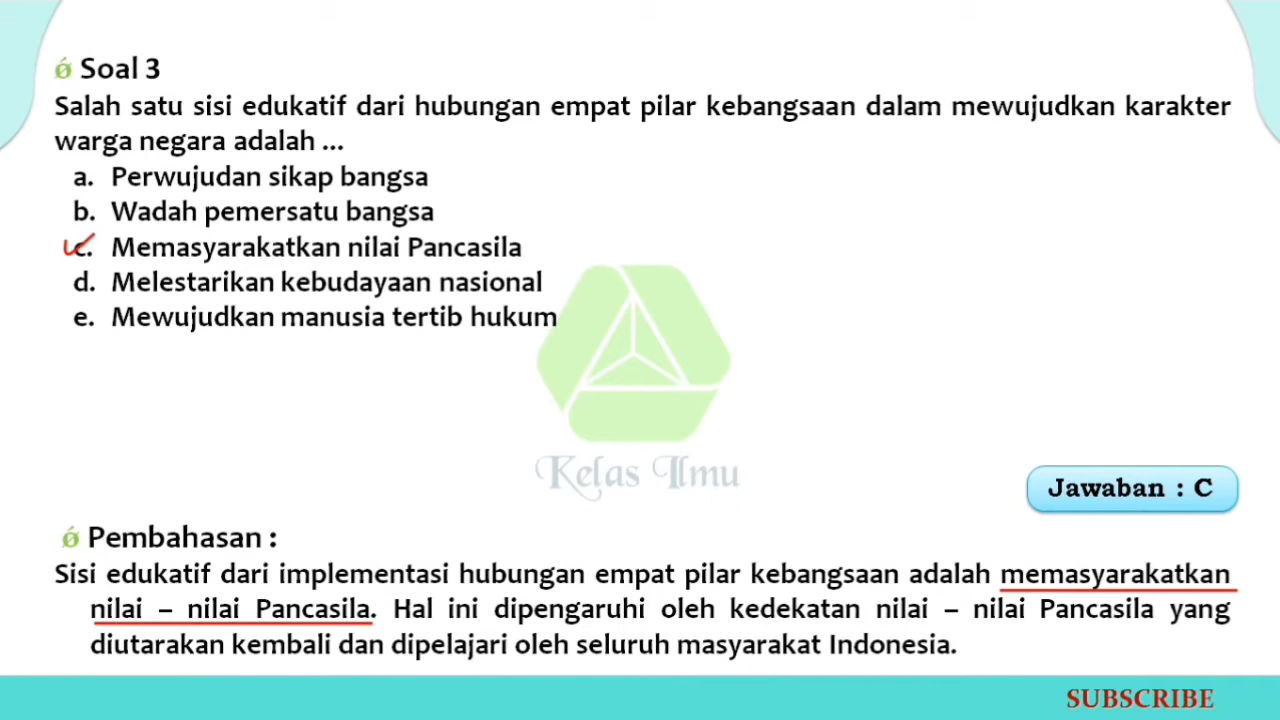 ǿ Soal 3
Salah satu sisi edukatif dari hubungan empat pilar kebangsaan dalam mewujudkan karakter
warga negara adalah ...
a. Perwujudan sikap bangsa
b. Wadah pemersatu bangsa
c. Memasyarakatkan nilai Pancasila
d. Melestarikan kebudayaan nasional
e. Mewujudkan manusia tertib hukum
Kelas Ilmu
Jawaban : C
ǿ Pembahasan :
Sisi edukatif dari implementasi hubungan empat pilar kebangsaan adalah memasyarakatkan
nilai – nilai Pancasila. Hal ini dipengaruhi oleh kedekatan nilai – nilai Pancasila yang
diutarakan kembali dan dipelajari oleh seluruh masyarakat Indonesia.
SUBSCRIBE